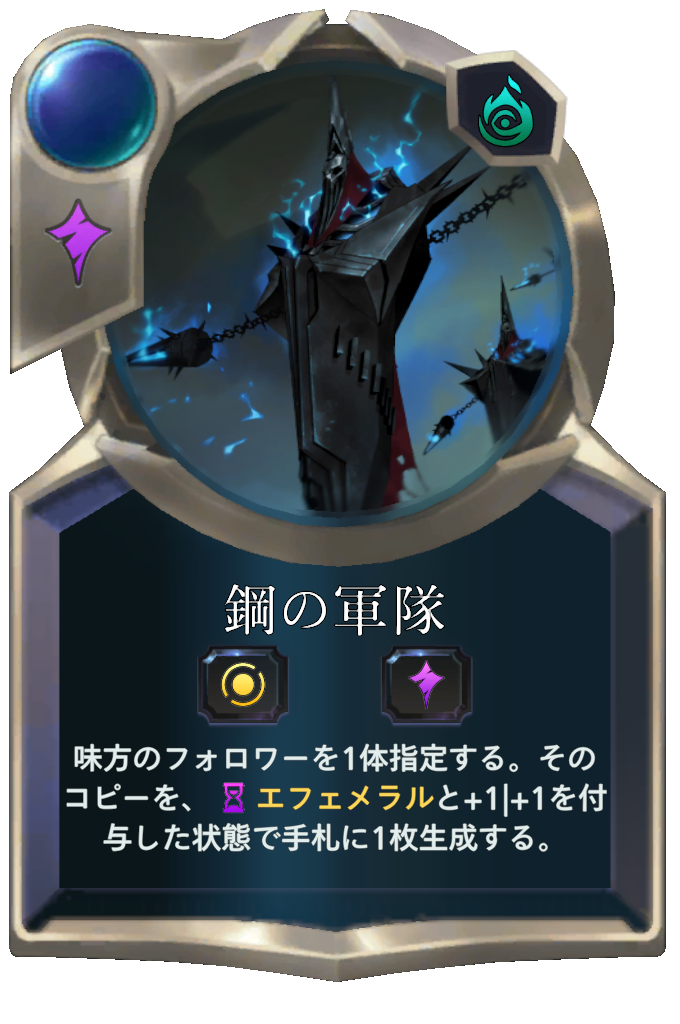 鋼の軍隊
味方のフォロワーを1体指定する。その
コピーを、 エフェメラルと+1|+1を付
与した状態で手札に1枚生成する。